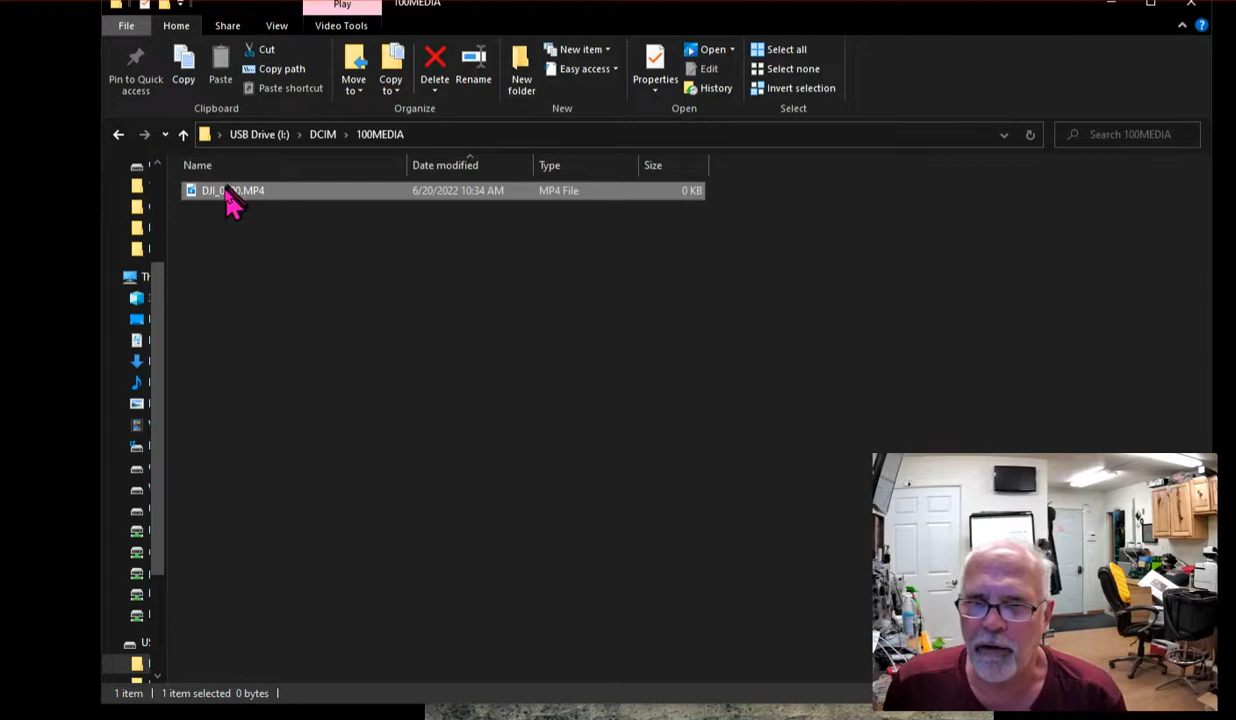 Play
100MEDIA
File Home Share View Video Tools
Pin to Quick access
Copy
Paste
Cut
Copy path
Paste shortcut
Move to
Copy to
Delete
Rename
New folder
New item
Easy access
Properties
Open
Edit
History
Select all
Select none
Invert selection
Clipboard Organize New Open Select
USB Drive (I:) DCIM 100MEDIA
Search 100MEDIA
Name Date modified Type Size
6/20/2022 10:34 AM MP4 File 0 KB
1 item 1 item selected 0 bytes